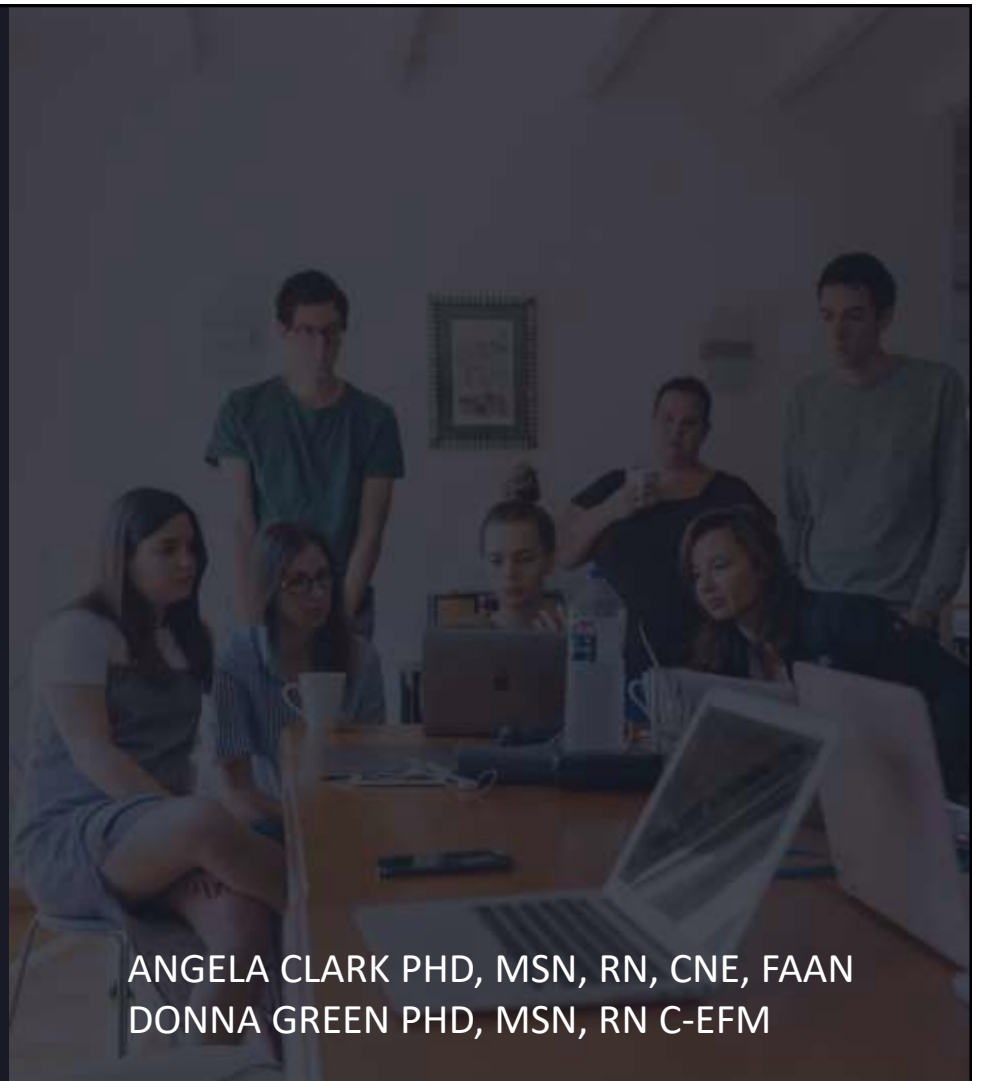 ANGELA CLARK PHD, MSN, RN, CNE, FAAN
DONNA GREEN PHD, MSN, RN C-EFM